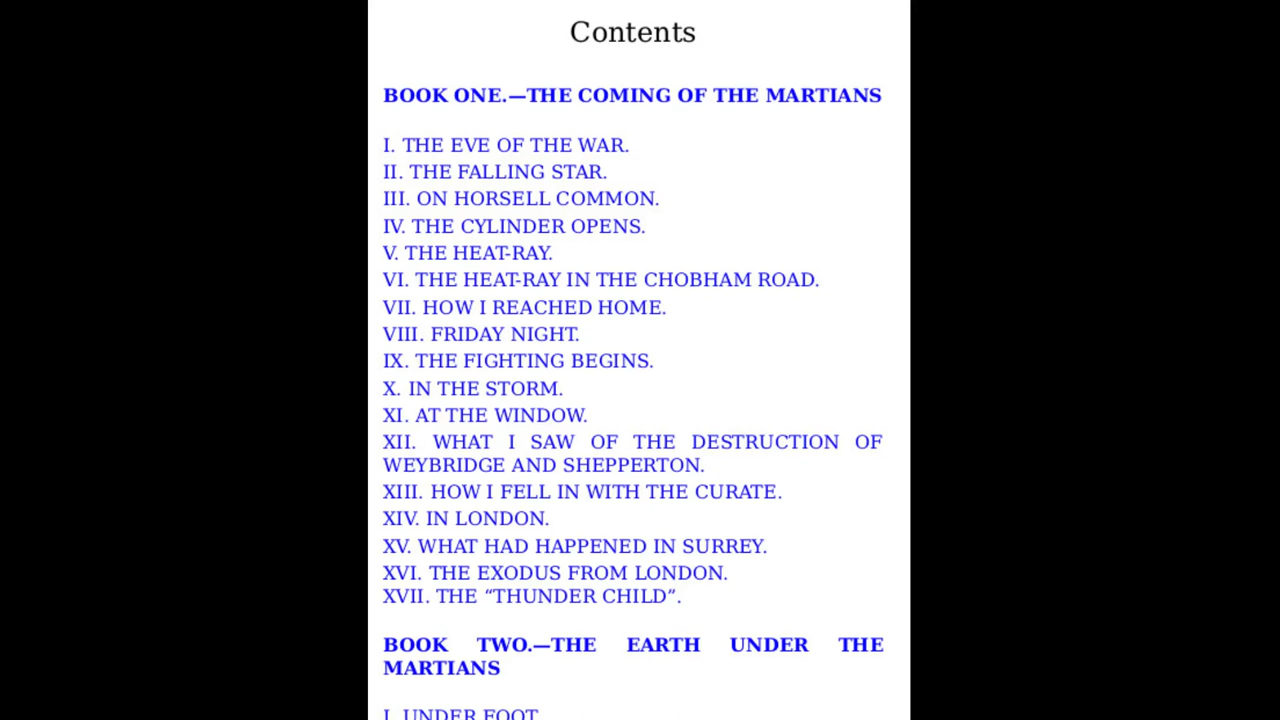 Contents
BOOK ONE.—THE COMING OF THE MARTIANS
I. THE EVE OF THE WAR.
II. THE FALLING STAR.
III. ON HORSELL COMMON.
IV. THE CYLINDER OPENS.
V. THE HEAT-RAY.
VI. THE HEAT-RAY IN THE CHOBHAM ROAD.
VII. HOW I REACHED HOME.
VIII. FRIDAY NIGHT.
IX. THE FIGHTING BEGINS.
X. IN THE STORM.
XI. AT THE WINDOW.
XII. WHAT I SAW OF THE DESTRUCTION OF
WEYBRIDGE AND SHEPPERTON.
XIII. HOW I FELL IN WITH THE CURATE.
XIV. IN LONDON.
XV. WHAT HAD HAPPENED IN SURREY.
XVI. THE EXODUS FROM LONDON.
XVII. THE “THUNDER CHILD”.
BOOK TWO.—THE EARTH UNDER THE
MARTIANS
I. UNDER FOOT.